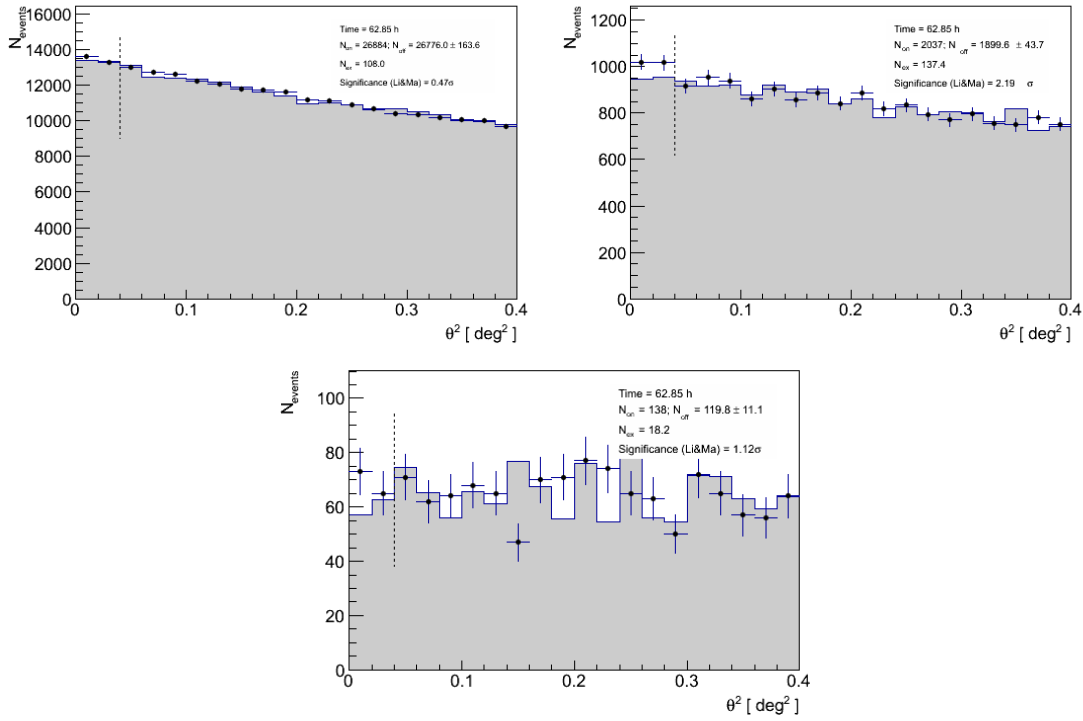 N_events
16000
14000
12000
10000
8000
6000
4000
2000
0
Time = 62.85 h
N_on = 26884; N_off = 26776.0 ± 163.6
N_ex = 108.0
Significance (Li&Ma) = 0.47σ
0 0.1 0.2 0.3 0.4
θ² [ deg² ]
N_events
1200
1000
800
600
400
200
0
Time = 62.85 h
N_on = 2037; N_off = 1899.6 ± 43.7
N_ex = 137.4
Significance (Li&Ma) = 2.19 σ
0 0.1 0.2 0.3 0.4
θ² [ deg² ]
N_events
100
80
60
40
20
0
Time = 62.85 h
N_on = 138; N_off = 119.8 ± 11.1
N_ex = 18.2
Significance (Li&Ma) = 1.12σ
0 0.1 0.2 0.3 0.4
θ² [ deg² ]